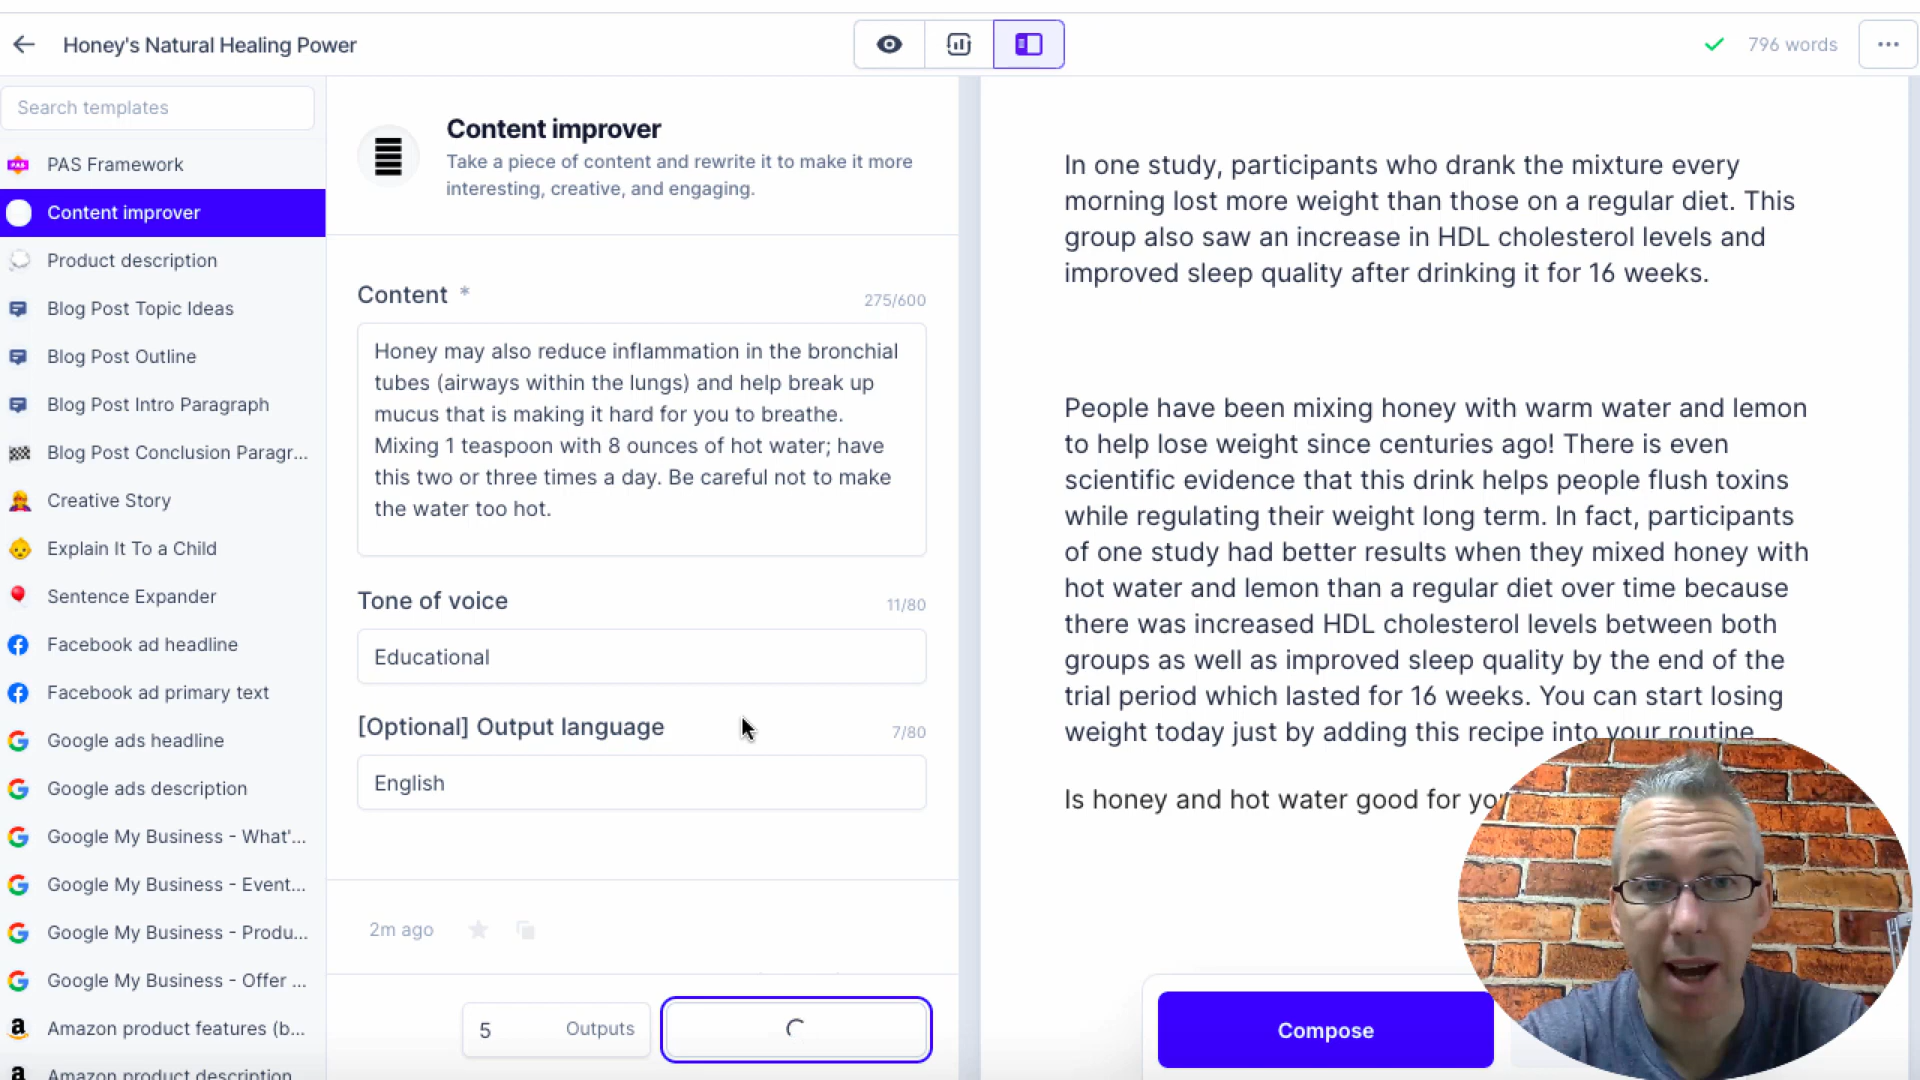 Honey's Natural Healing Power
796 words
Search templates
PAS Framework
Content improver
Product description
Blog Post Topic Ideas
Blog Post Outline
Blog Post Intro Paragraph
Blog Post Conclusion Paragr...
Creative Story
Explain It To a Child
Sentence Expander
Facebook ad headline
Facebook ad primary text
Google ads headline
Google ads description
Google My Business - What'...
Google My Business - Event...
Google My Business - Produ...
Google My Business - Offer ...
Amazon product features (b...
Amazon product description
Content improver
Take a piece of content and rewrite it to make it more
interesting, creative, and engaging.
Content *
275/600
Honey may also reduce inflammation in the bronchial
tubes (airways within the lungs) and help break up
mucus that is making it hard for you to breathe.
Mixing 1 teaspoon with 8 ounces of hot water; have
this two or three times a day. Be careful not to make
the water too hot.
Tone of voice
11/80
Educational
[Optional] Output language
7/80
English
2m ago
5 Outputs
In one study, participants who drank the mixture every
morning lost more weight than those on a regular diet. This
group also saw an increase in HDL cholesterol levels and
improved sleep quality after drinking it for 16 weeks.
People have been mixing honey with warm water and lemon
to help lose weight since centuries ago! There is even
scientific evidence that this drink helps people flush toxins
while regulating their weight long term. In fact, participants
of one study had better results when they mixed honey with
hot water and lemon than a regular diet over time because
there was increased HDL cholesterol levels between both
groups as well as improved sleep quality by the end of the
trial period which lasted for 16 weeks. You can start losing
weight today just by adding this recipe into your routine
Is honey and hot water good for yo
Compose